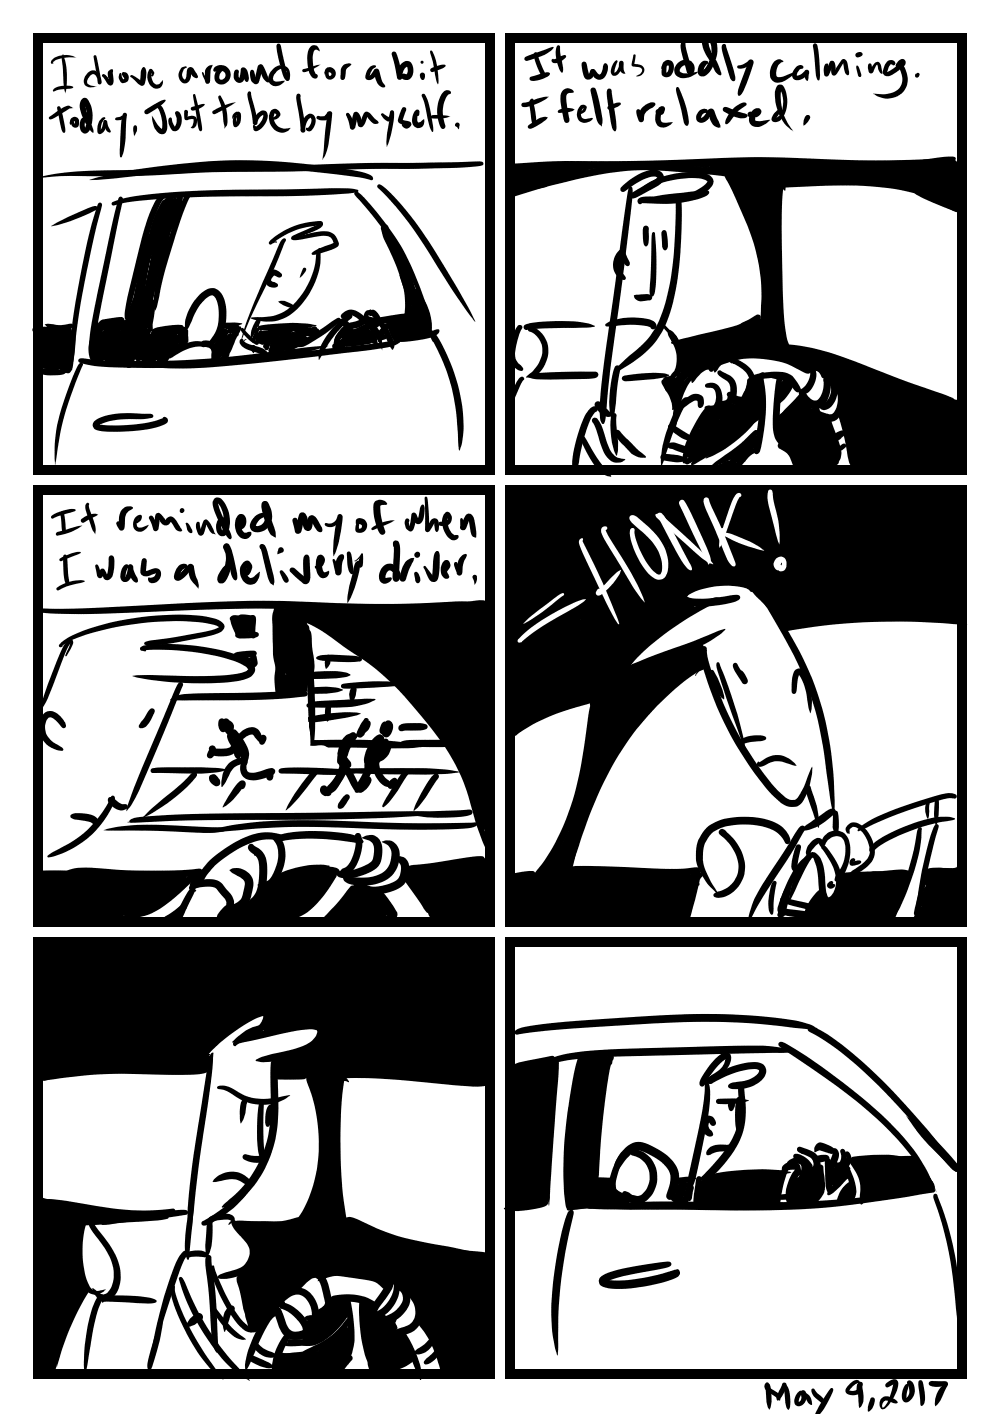 I drove around for a bit
today, Just to be by myself.
It was oddly calming.
I felt relaxed.
It reminded my of when
I was a delivery driver.
HONK!
May 9, 2017